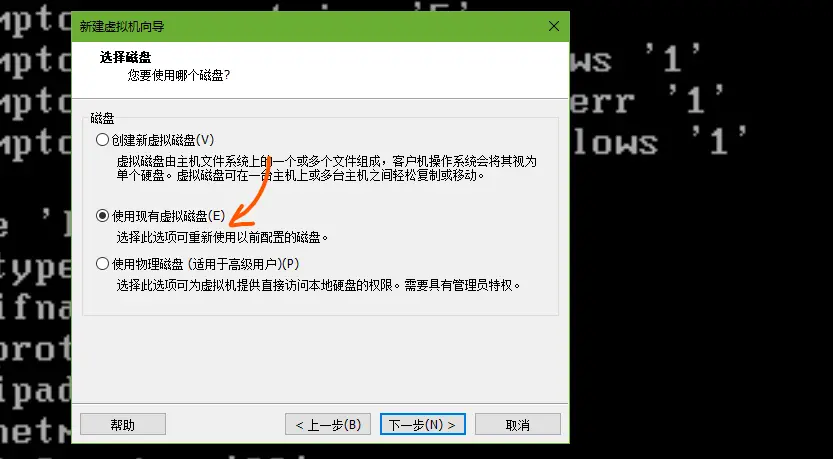 新建虚拟机向导
选择磁盘
您要使用哪个磁盘?
磁盘
创建新虚拟磁盘(V)
虚拟磁盘由主机文件系统上的一个或多个文件组成，客户机操作系统会将其视为
单个硬盘。虚拟磁盘可在一台主机上或多台主机之间轻松复制或移动。
使用现有虚拟磁盘(E)
选择此选项可重新使用以前配置的磁盘。
使用物理磁盘 (适用于高级用户)(P)
选择此选项可为虚拟机提供直接访问本地硬盘的权限。需要具有管理员特权。
帮助
< 上一步(B)
下一步(N) >
取消
mptc
mptc ws '1'
mptc err '1'
lows '1'
type
ifna
prot
ipad
netm